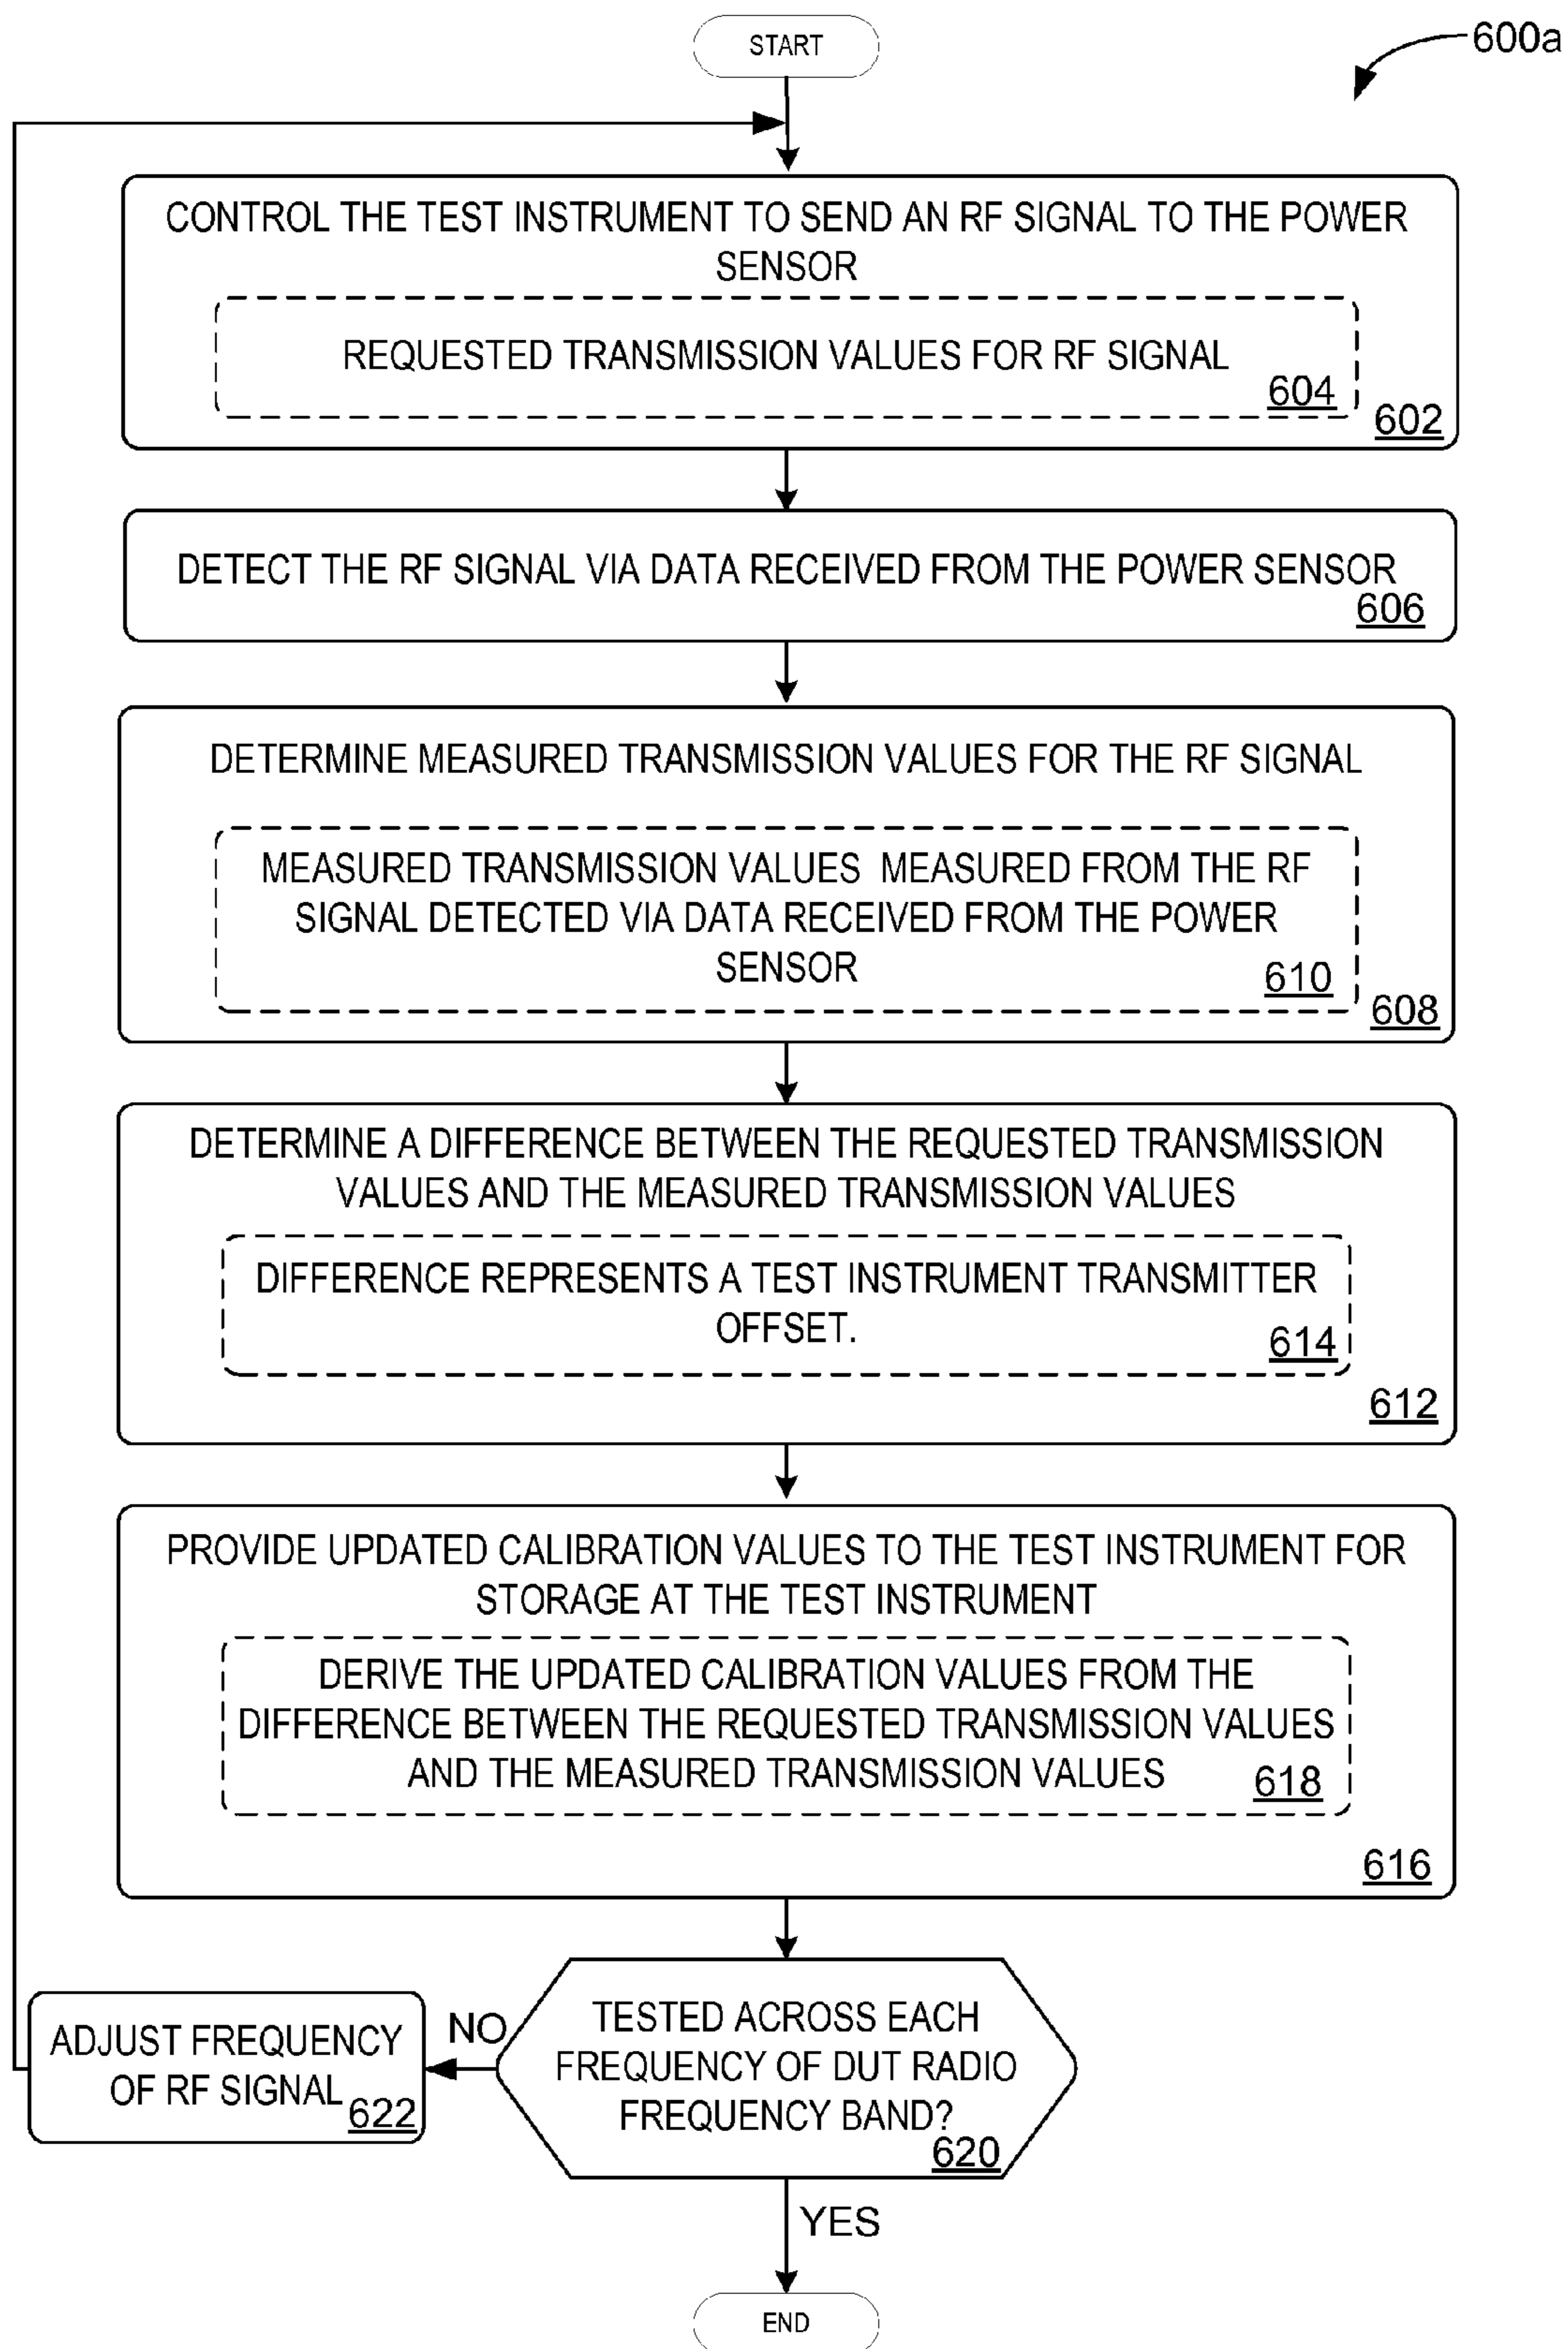 START
600a
CONTROL THE TEST INSTRUMENT TO SEND AN RF SIGNAL TO THE POWER
SENSOR
REQUESTED TRANSMISSION VALUES FOR RF SIGNAL
604
602
DETECT THE RF SIGNAL VIA DATA RECEIVED FROM THE POWER SENSOR
606
DETERMINE MEASURED TRANSMISSION VALUES FOR THE RF SIGNAL
MEASURED TRANSMISSION VALUES MEASURED FROM THE RF
SIGNAL DETECTED VIA DATA RECEIVED FROM THE POWER
SENSOR
610
608
DETERMINE A DIFFERENCE BETWEEN THE REQUESTED TRANSMISSION
VALUES AND THE MEASURED TRANSMISSION VALUES
DIFFERENCE REPRESENTS A TEST INSTRUMENT TRANSMITTER
OFFSET.
614
612
PROVIDE UPDATED CALIBRATION VALUES TO THE TEST INSTRUMENT FOR
STORAGE AT THE TEST INSTRUMENT
DERIVE THE UPDATED CALIBRATION VALUES FROM THE
DIFFERENCE BETWEEN THE REQUESTED TRANSMISSION VALUES
AND THE MEASURED TRANSMISSION VALUES
618
616
TESTED ACROSS EACH
FREQUENCY OF DUT RADIO
FREQUENCY BAND?
620
NO
ADJUST FREQUENCY
OF RF SIGNAL
622
YES
END